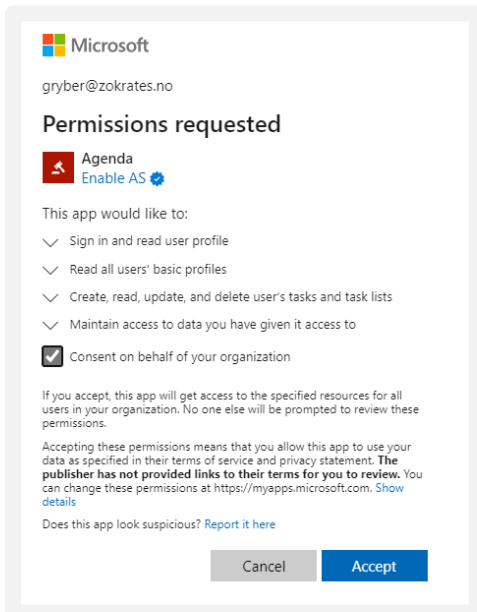 Microsoft
gryber@zokrates.no
Permissions requested
Agenda
Enable AS
This app would like to:
Sign in and read user profile
Read all users' basic profiles
Create, read, update, and delete user's tasks and task lists
Maintain access to data you have given it access to
Consent on behalf of your organization
If you accept, this app will get access to the specified resources for all
users in your organization. No one else will be prompted to review these
permissions.
Accepting these permissions means that you allow this app to use your
data as specified in their terms of service and privacy statement. The
publisher has not provided links to their terms for you to review. You
can change these permissions at https://myapps.microsoft.com. Show
details
Does this app look suspicious? Report it here
Cancel Accept